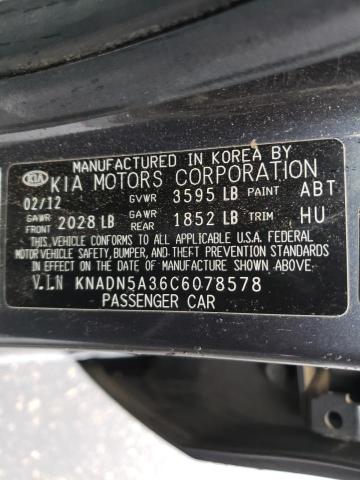 MANUFACTURED IN KOREA BY
KIA KIA MOTORS CORPORATION
02/12 GVWR 3595 LB PAINT ABT
GAWR FRONT 2028 LB GAWR REAR 1852 LB TRIM HU
THIS VEHICLE CONFORMS TO ALL APPLICABLE U.S.A. FEDERAL
MOTOR VEHICLE SAFETY, BUMPER, AND THEFT PREVENTION STANDARDS
IN EFFECT ON THE DATE OF MANUFACTURE SHOWN ABOVE.
V.I.N KNADN5A36C6078578
PASSENGER CAR